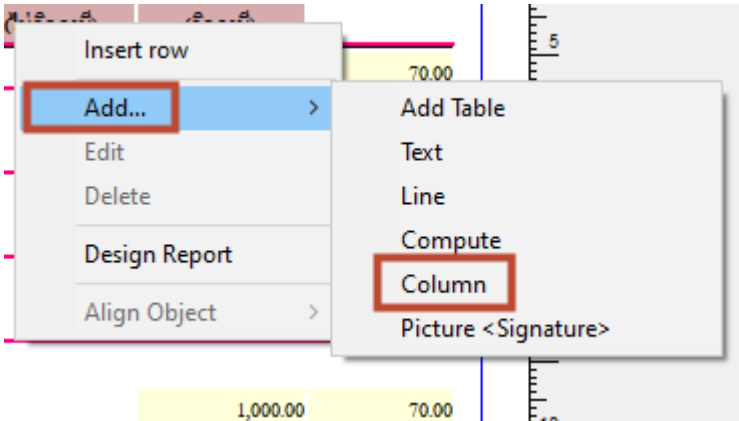 5
Insert row
70.00
Add...
Add Table
Edit
Text
Delete
Line
Compute
Design Report
Column
Align Object
Picture <Signature>
1,000.00
70.00